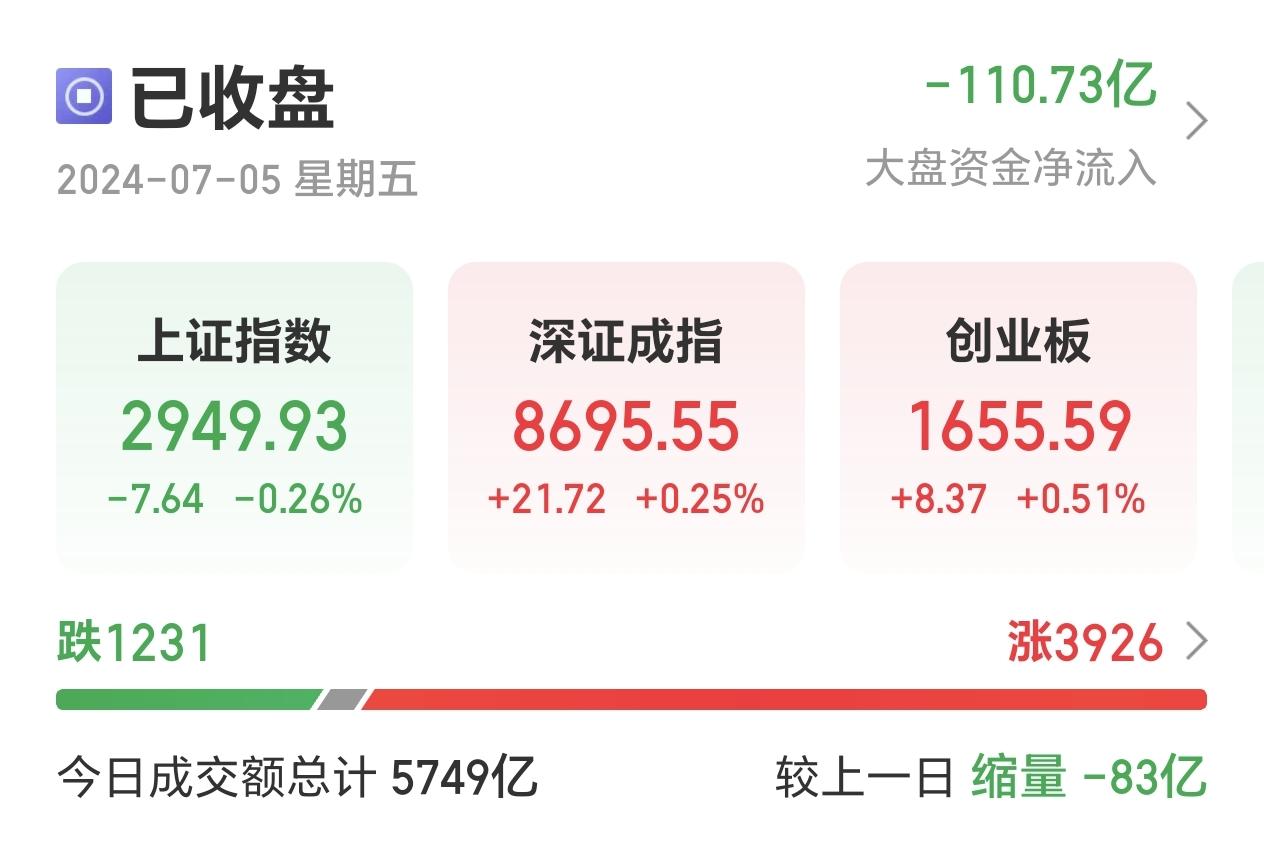 已收盘
-110.73亿
2024-07-05 星期五
大盘资金净流入
上证指数
2949.93
-7.64 -0.26%
深证成指
8695.55
+21.72 +0.25%
创业板
1655.59
+8.37 +0.51%
跌1231
涨3926
今日成交额总计 5749亿
较上一日 缩量 -83亿